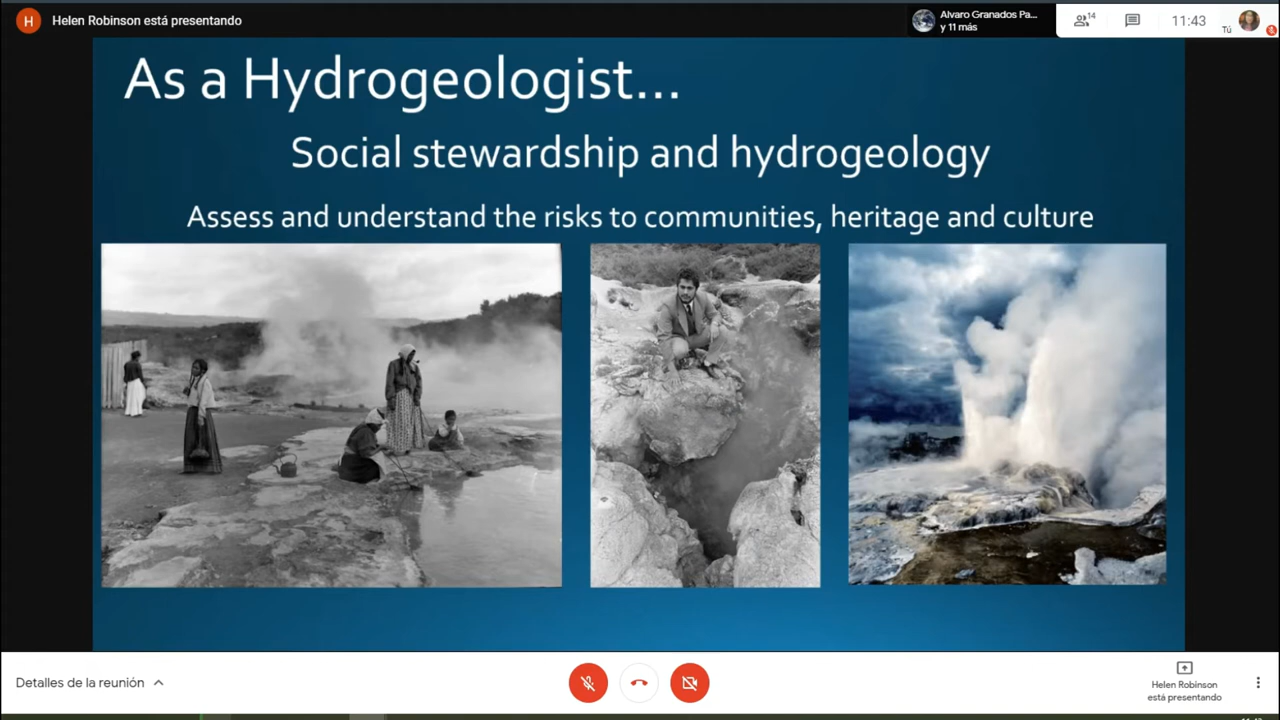 H Helen Robinson está presentando
Alvaro Granados Pa...
y 11 más
14
11:43
Tú
As a Hydrogeologist...
Social stewardship and hydrogeology
Assess and understand the risks to communities, heritage and culture
Detalles de la reunión
Helen Robinson
está presentando